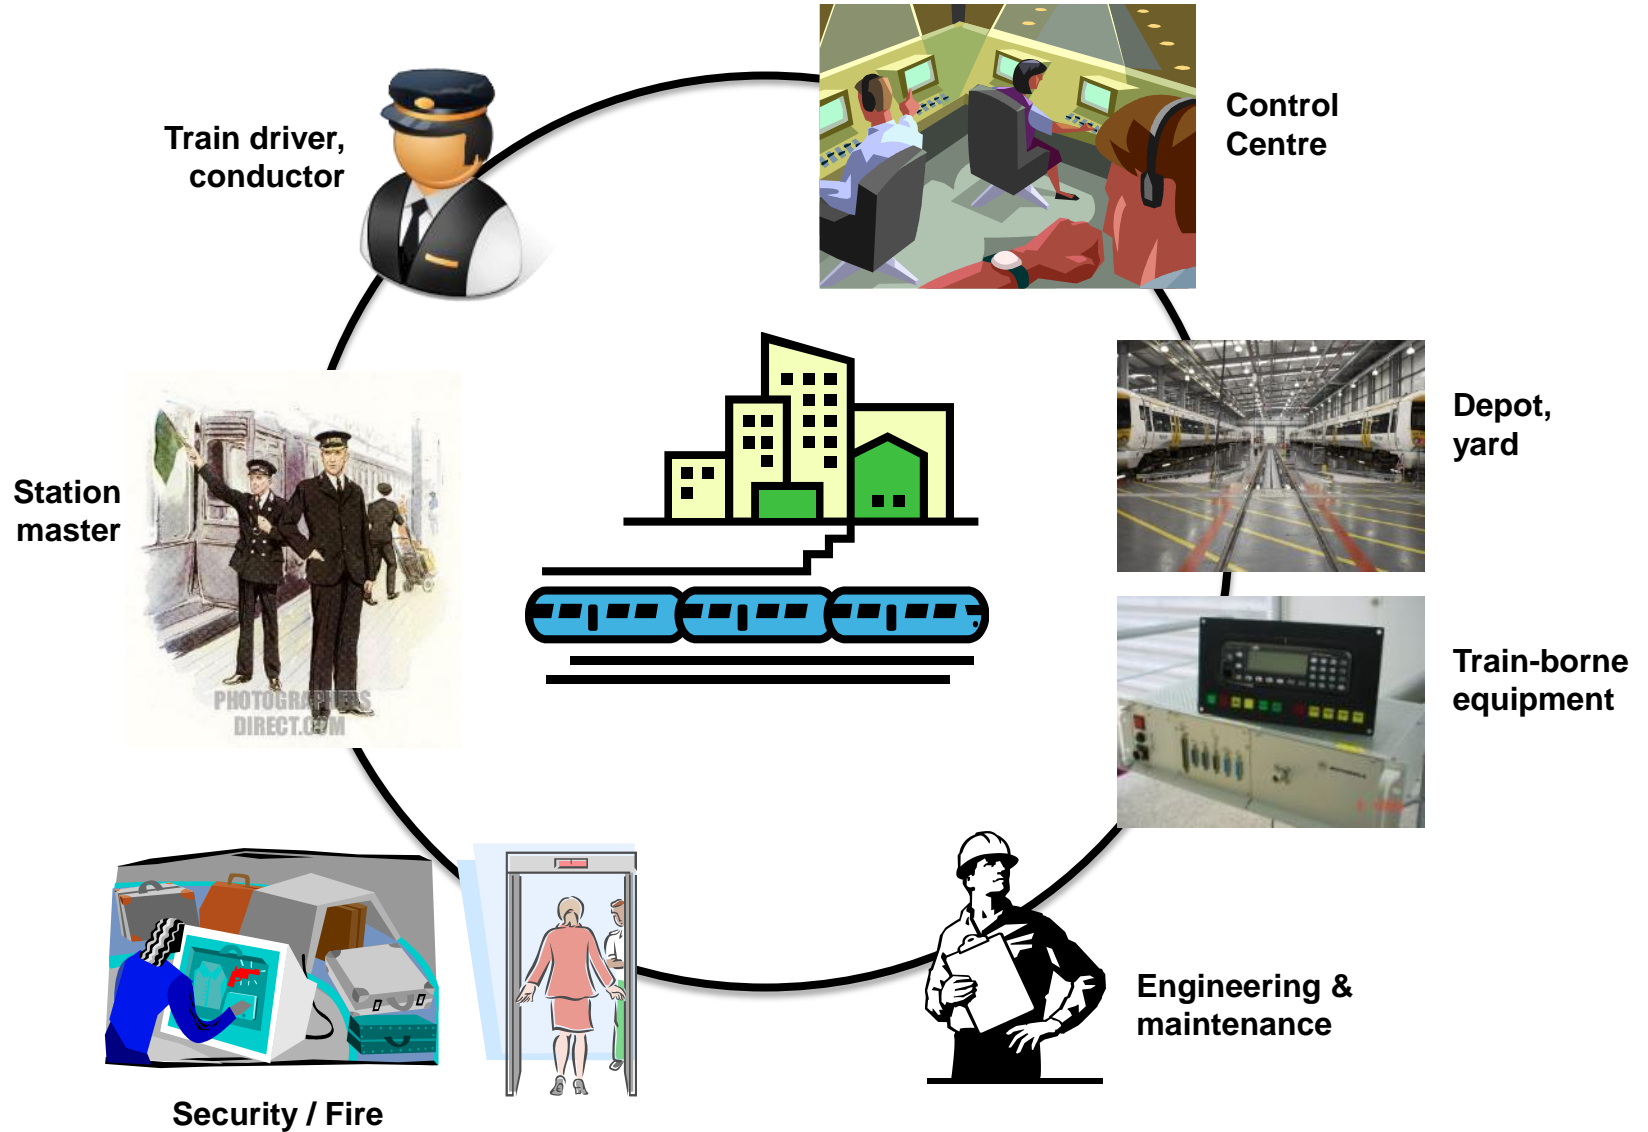 Train driver,
conductor
Control
Centre
Depot,
yard
Station
master
PHOTOGRAPHERS
DIRECT.COM
Train-borne
equipment
MOTOROLA
Engineering &
maintenance
Security / Fire